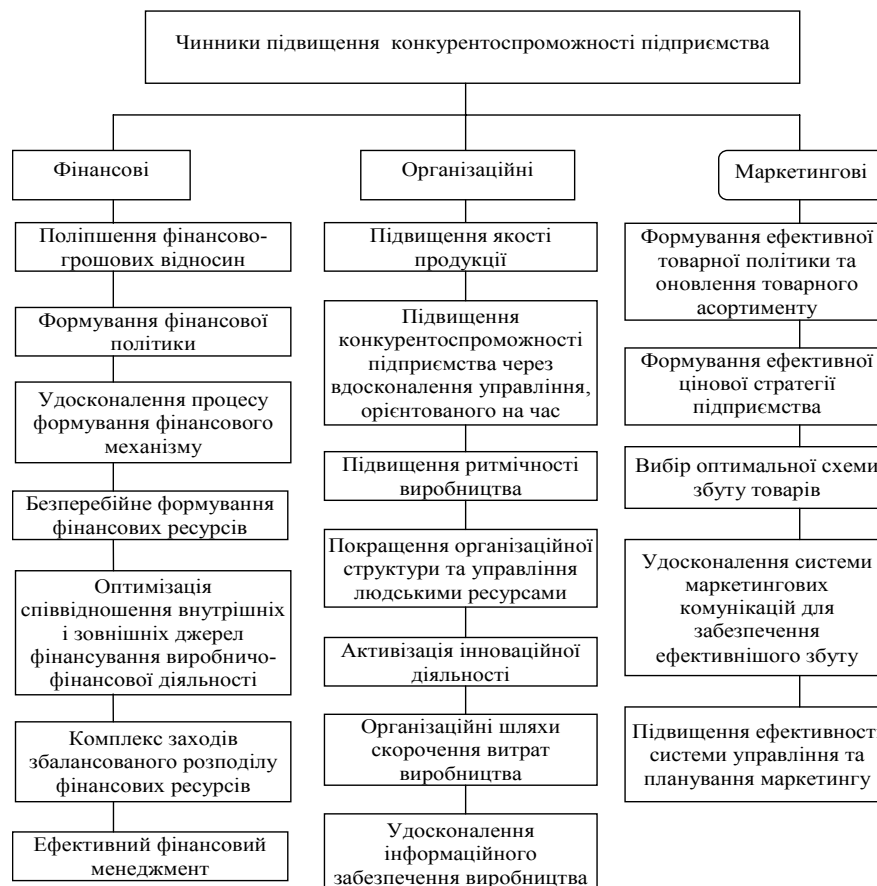 Чинники підвищення конкурентоспроможності підприємства
Фінансові
Поліпшення фінансово-
грошових відносин
Формування фінансової
політики
Удосконалення процесу
формування фінансового
механізму
Безперебійне формування
фінансових ресурсів
Оптимізація
співвідношення внутрішніх
і зовнішніх джерел
фінансування виробничо-
фінансової діяльності
Комплекс заходів
збалансованого розподілу
фінансових ресурсів
Ефективний фінансовий
менеджмент
Організаційні
Підвищення якості
продукції
Підвищення
конкурентоспроможності
підприємства через
вдосконалення управління,
орієнтованого на час
Підвищення ритмічності
виробництва
Покращення організаційної
структури та управління
людськими ресурсами
Активізація інноваційної
діяльності
Організаційні шляхи
скорочення витрат
виробництва
Удосконалення
інформаційного
забезпечення виробництва
Маркетингові
Формування ефективної
товарної політики та
оновлення товарного
асортименту
Формування ефективної
цінової стратегії
підприємства
Вибір оптимальної схеми
збуту товарів
Удосконалення системи
маркетингових
комунікацій для
забезпечення
ефективнішого збуту
Підвищення ефективност
системи управління та
планування маркетингу